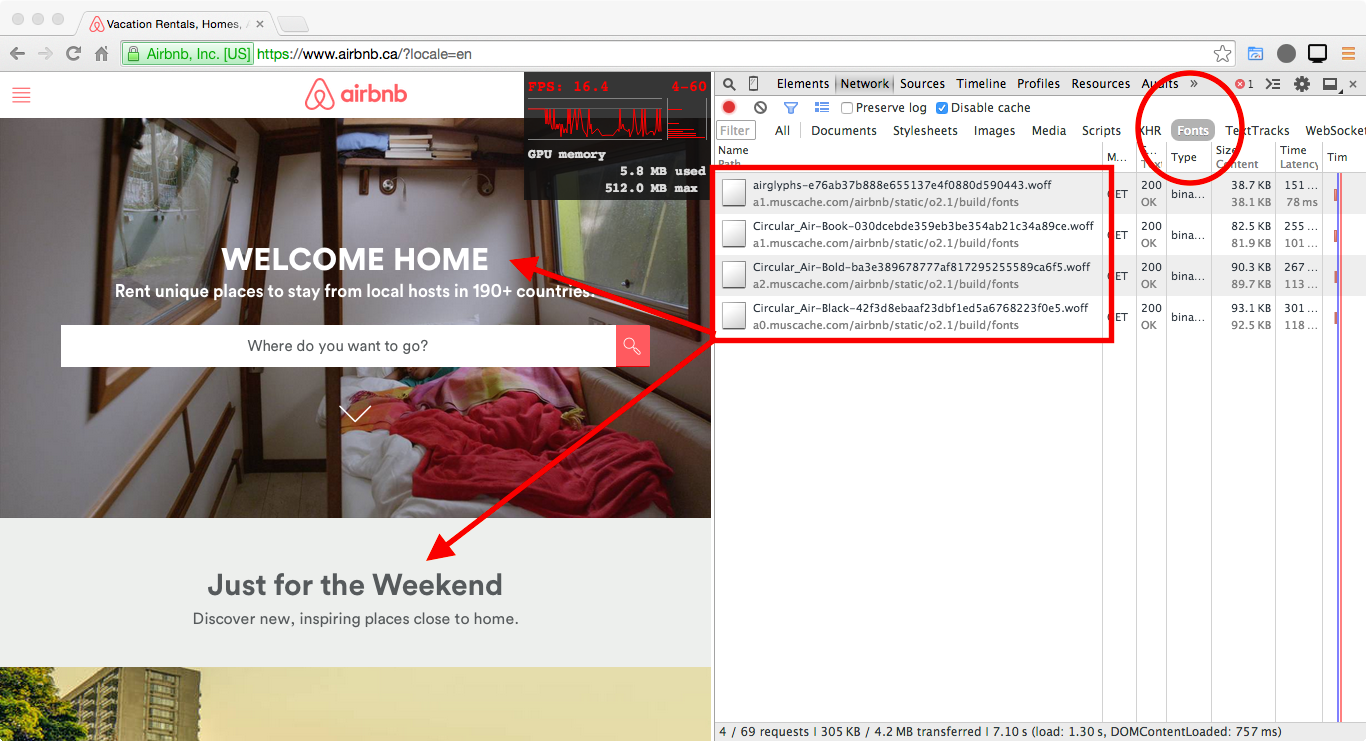 Vacation Rentals, Homes, A
Airbnb, Inc. [US] https://www.airbnb.ca/?locale=en
airbnb
FPS: 16.4 4-60
GPU memory
5.8 MB used
512.0 MB max
WELCOME HOME
Rent unique places to stay from local hosts in 190+ countries.
Where do you want to go?
Just for the Weekend
Discover new, inspiring places close to home.
Elements Network Sources Timeline Profiles Resources Audits » 1
Preserve log Disable cache
Filter All Documents Stylesheets Images Media Scripts XHR Fonts TextTracks WebSocket
Name M... Type Size Time Tim
Path Content Latency
airglyphs-e76ab37b888e655137e4f0880d590443.woff GET 200 bina... 38.7 KB 151 ...
a1.muscache.com/airbnb/static/o2.1/build/fonts OK 38.1 KB 78 ms
Circular_Air-Book-030dcebde359eb3be354ab21c34a89ce.woff GET 200 bina... 82.5 KB 255 ...
a1.muscache.com/airbnb/static/o2.1/build/fonts OK 81.9 KB 101 ...
Circular_Air-Bold-ba3e389678777af817295255589ca6f5.woff GET 200 bina... 90.3 KB 267 ...
a2.muscache.com/airbnb/static/o2.1/build/fonts OK 89.7 KB 113 ...
Circular_Air-Black-42f3d8ebaaf23dbf1ed5a6768223f0e5.woff GET 200 bina... 93.1 KB 301 ...
a0.muscache.com/airbnb/static/o2.1/build/fonts OK 92.5 KB 118 ...
4 / 69 requests | 305 KB / 4.2 MB transferred | 7.10 s (load: 1.30 s, DOMContentLoaded: 757 ms)